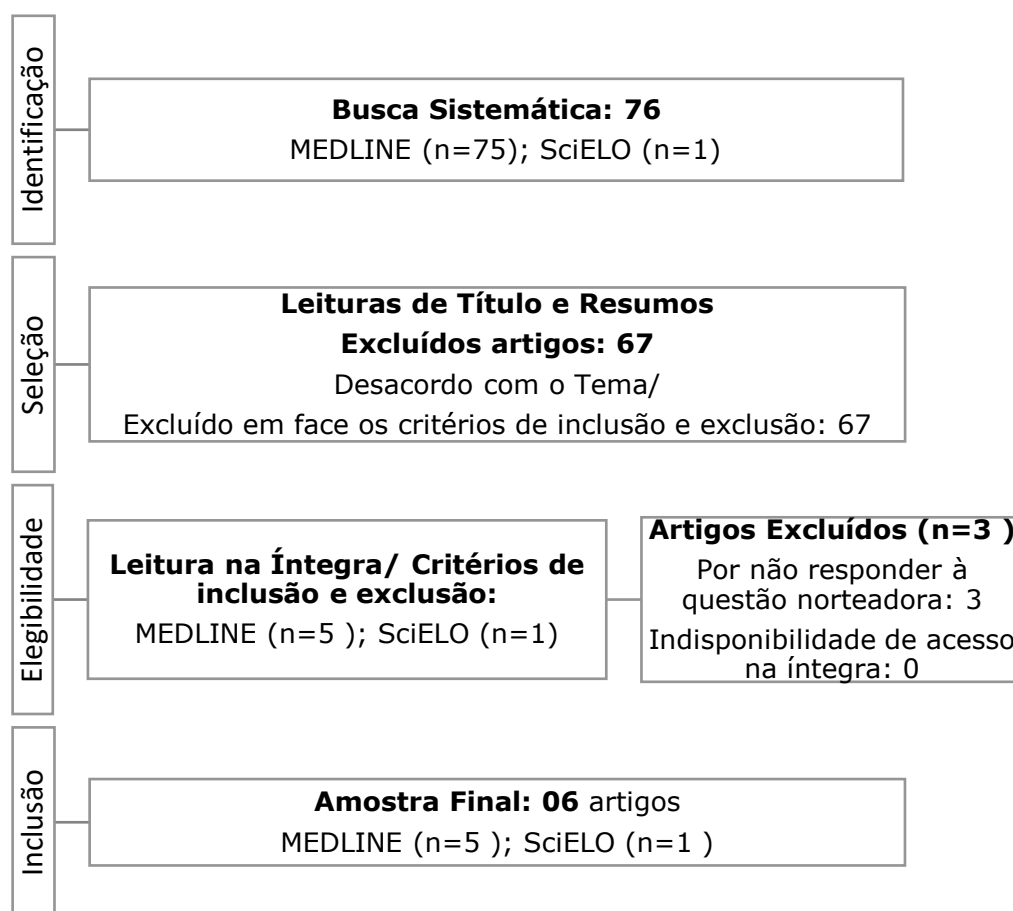 Identificação
Busca Sistemática: 76
MEDLINE (n=75); SciELO (n=1)
Seleção
Leituras de Título e Resumos
Excluídos artigos: 67
Desacordo com o Tema/
Excluído em face os critérios de inclusão e exclusão: 67
Elegibilidade
Leitura na Íntegra/ Critérios de
inclusão e exclusão:
MEDLINE (n=5 ); SciELO (n=1)
Artigos Excluídos (n=3 )
Por não responder à
questão norteadora: 3
Indisponibilidade de acesso
na íntegra: 0
Inclusão
Amostra Final: 06 artigos
MEDLINE (n=5 ); SciELO (n=1 )